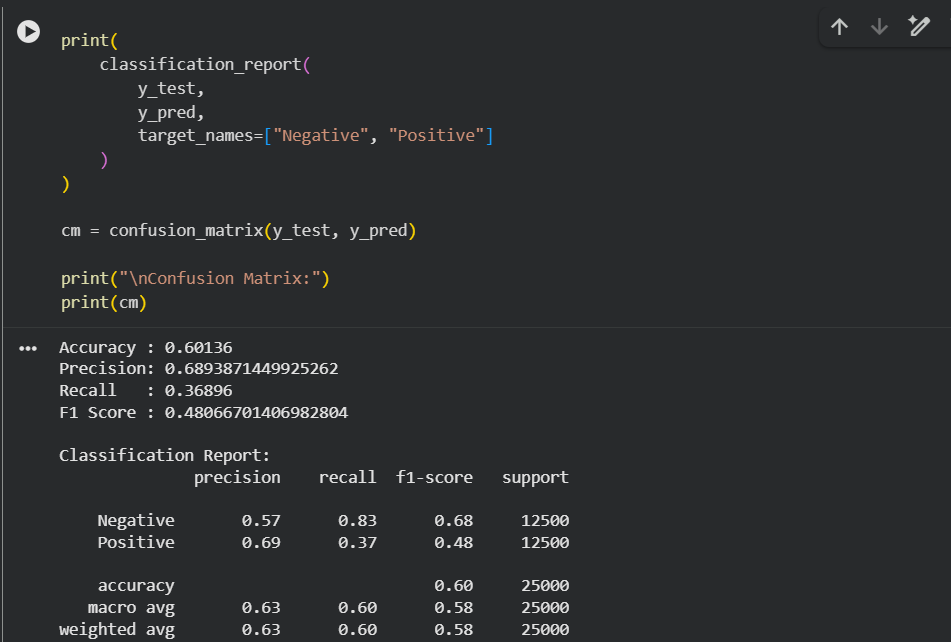 print(
    classification_report(
        y_test,
        y_pred,
        target_names=["Negative", "Positive"]
    )
)
cm = confusion_matrix(y_test, y_pred)
print("\nConfusion Matrix:")
print(cm)
Accuracy : 0.60136
Precision: 0.6893871449925262
Recall   : 0.36896
F1 Score : 0.48066701406982804
Classification Report:
              precision    recall  f1-score   support
    Negative       0.57      0.83      0.68     12500
    Positive       0.69      0.37      0.48     12500
    accuracy                           0.60     25000
   macro avg       0.63      0.60      0.58     25000
weighted avg       0.63      0.60      0.58     25000